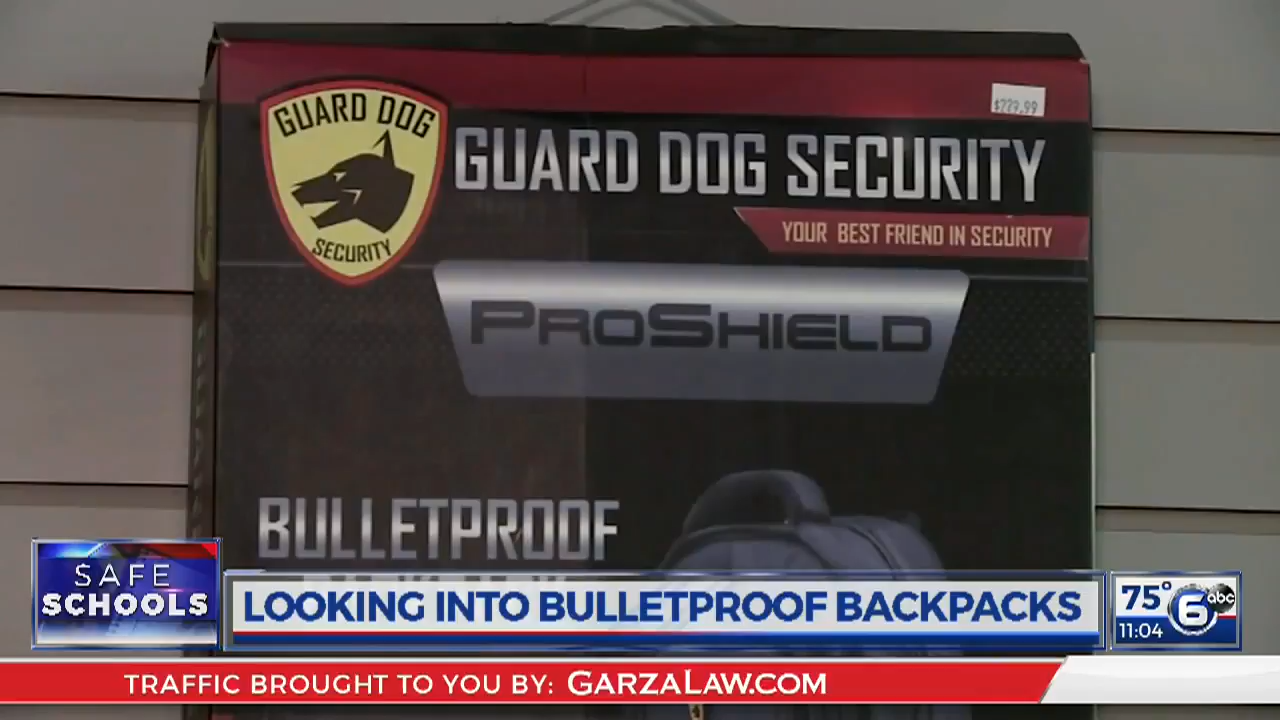 $229.99
GUARD DOG
SECURITY
GUARD DOG SECURITY
YOUR BEST FRIEND IN SECURITY
PROSHIELD
BULLETPROOF
SAFE
SCHOOLS
LOOKING INTO BULLETPROOF BACKPACKS
75°
11:04
6
abc
TRAFFIC BROUGHT TO YOU BY: GARZALAW.COM